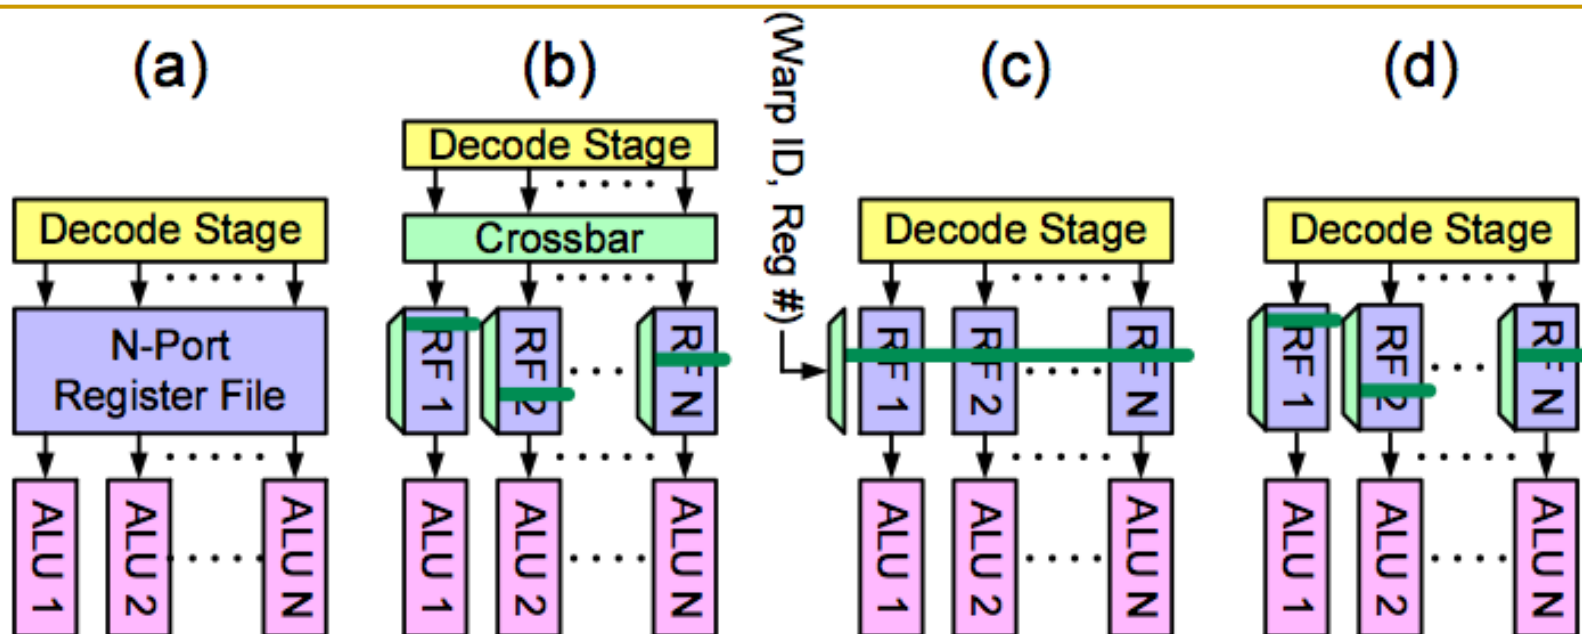 (a)
Decode Stage
N-Port
Register File
ALU 1
ALU 2
ALU N
(b)
Decode Stage
Crossbar
RF 1
RF 2
RF N
ALU 1
ALU 2
ALU N
(Warp ID, Reg #)
(c)
Decode Stage
RF 1
RF 2
RF N
ALU 1
ALU 2
ALU N
(d)
Decode Stage
RF 1
RF 2
RF N
ALU 1
ALU 2
ALU N